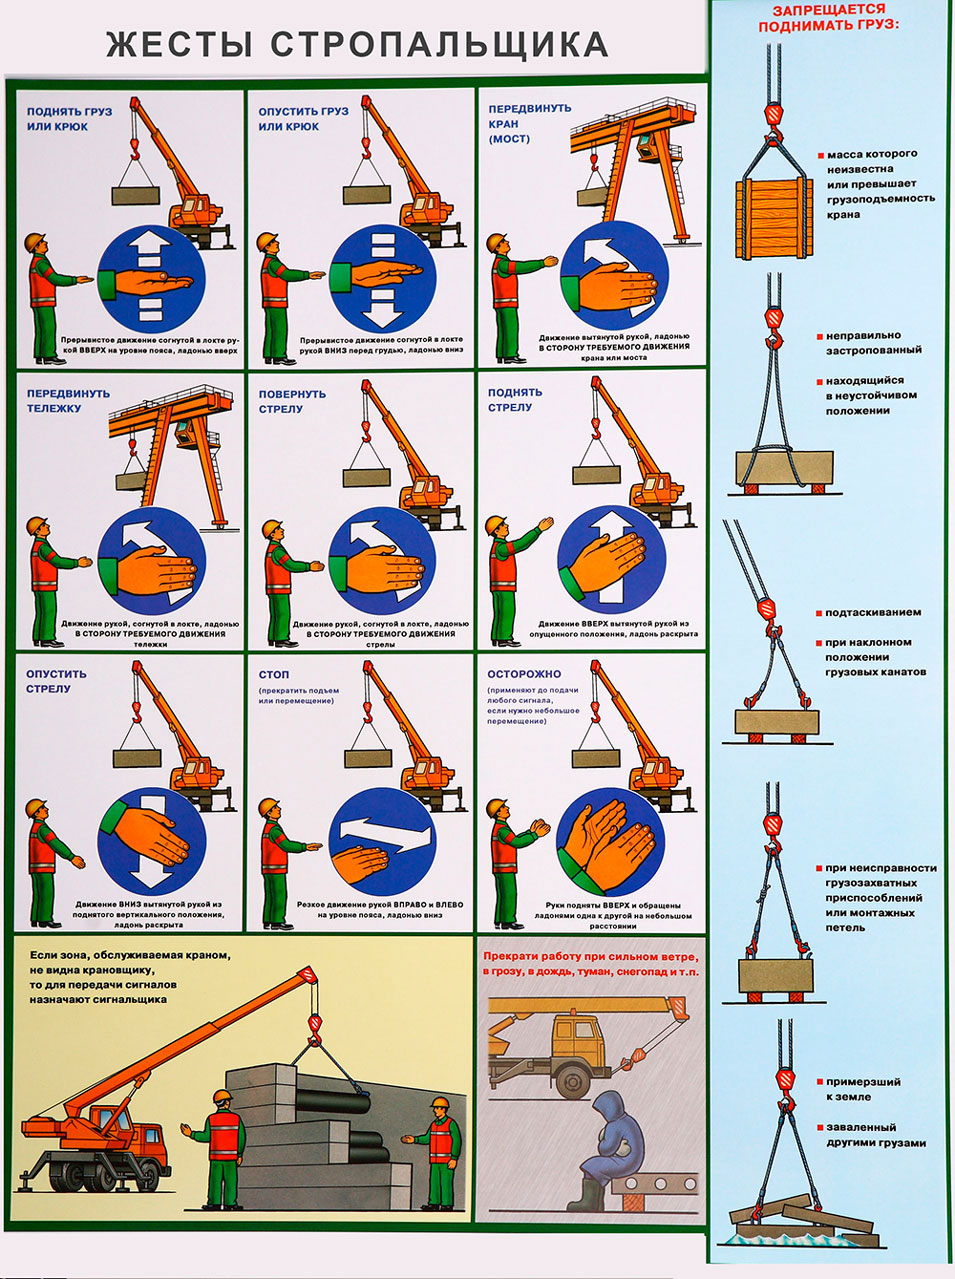 ЖЕСТЫ СТРОПАЛЬЩИКА
ПОДНЯТЬ ГРУЗ
ИЛИ КРЮК
Прерывистое движение согнутой в локте ру-
кой ВВЕРХ на уровне пояса, ладонью вверх
ОПУСТИТЬ ГРУЗ
ИЛИ КРЮК
Прерывистое движение согнутой в локте
рукой ВНИЗ перед грудью, ладонью вниз
ПЕРЕДВИНУТЬ
КРАН
(МОСТ)
Движение вытянутой рукой, ладонью
В СТОРОНУ ТРЕБУЕМОГО ДВИЖЕНИЯ
крана или моста
ПЕРЕДВИНУТЬ
ТЕЛЕЖКУ
Движение рукой, согнутой в локте, ладонью
В СТОРОНУ ТРЕБУЕМОГО ДВИЖЕНИЯ
тележки
ПОВЕРНУТЬ
СТРЕЛУ
Движение рукой, согнутой в локте, ладонью
В СТОРОНУ ТРЕБУЕМОГО ДВИЖЕНИЯ
стрелы
ПОДНЯТЬ
СТРЕЛУ
Движение ВВЕРХ вытянутой рукой из
опущенного положения, ладонь раскрыта
ОПУСТИТЬ
СТРЕЛУ
Движение ВНИЗ вытянутой рукой из
поднятого вертикального положения,
ладонь раскрыта
СТОП
(прекратить подъем
или перемещение)
Резкое движение рукой ВПРАВО и ВЛЕВО
на уровне пояса, ладонью вниз
ОСТОРОЖНО
(применяют до подачи
любого сигнала,
если нужно небольшое
перемещение)
Руки подняты ВВЕРХ и обращены
ладонями одна к другой на небольшом
расстоянии
Если зона, обслуживаемая краном,
не видна крановщику,
то для передачи сигналов
назначают сигнальщика
Прекрати работу при сильном ветре,
в грозу, в дождь, туман, снегопад и т.п.
ЗАПРЕЩАЕТСЯ
ПОДНИМАТЬ ГРУЗ:
масса которого
неизвестна
или превышает
грузоподъемность
крана
неправильно
застропованный
находящийся
в неустойчивом
положении
подтаскиванием
при наклонном
положении
грузовых канатов
при неисправности
грузозахватных
приспособлений
или монтажных
петель
примерзший
к земле
заваленный
другими грузами